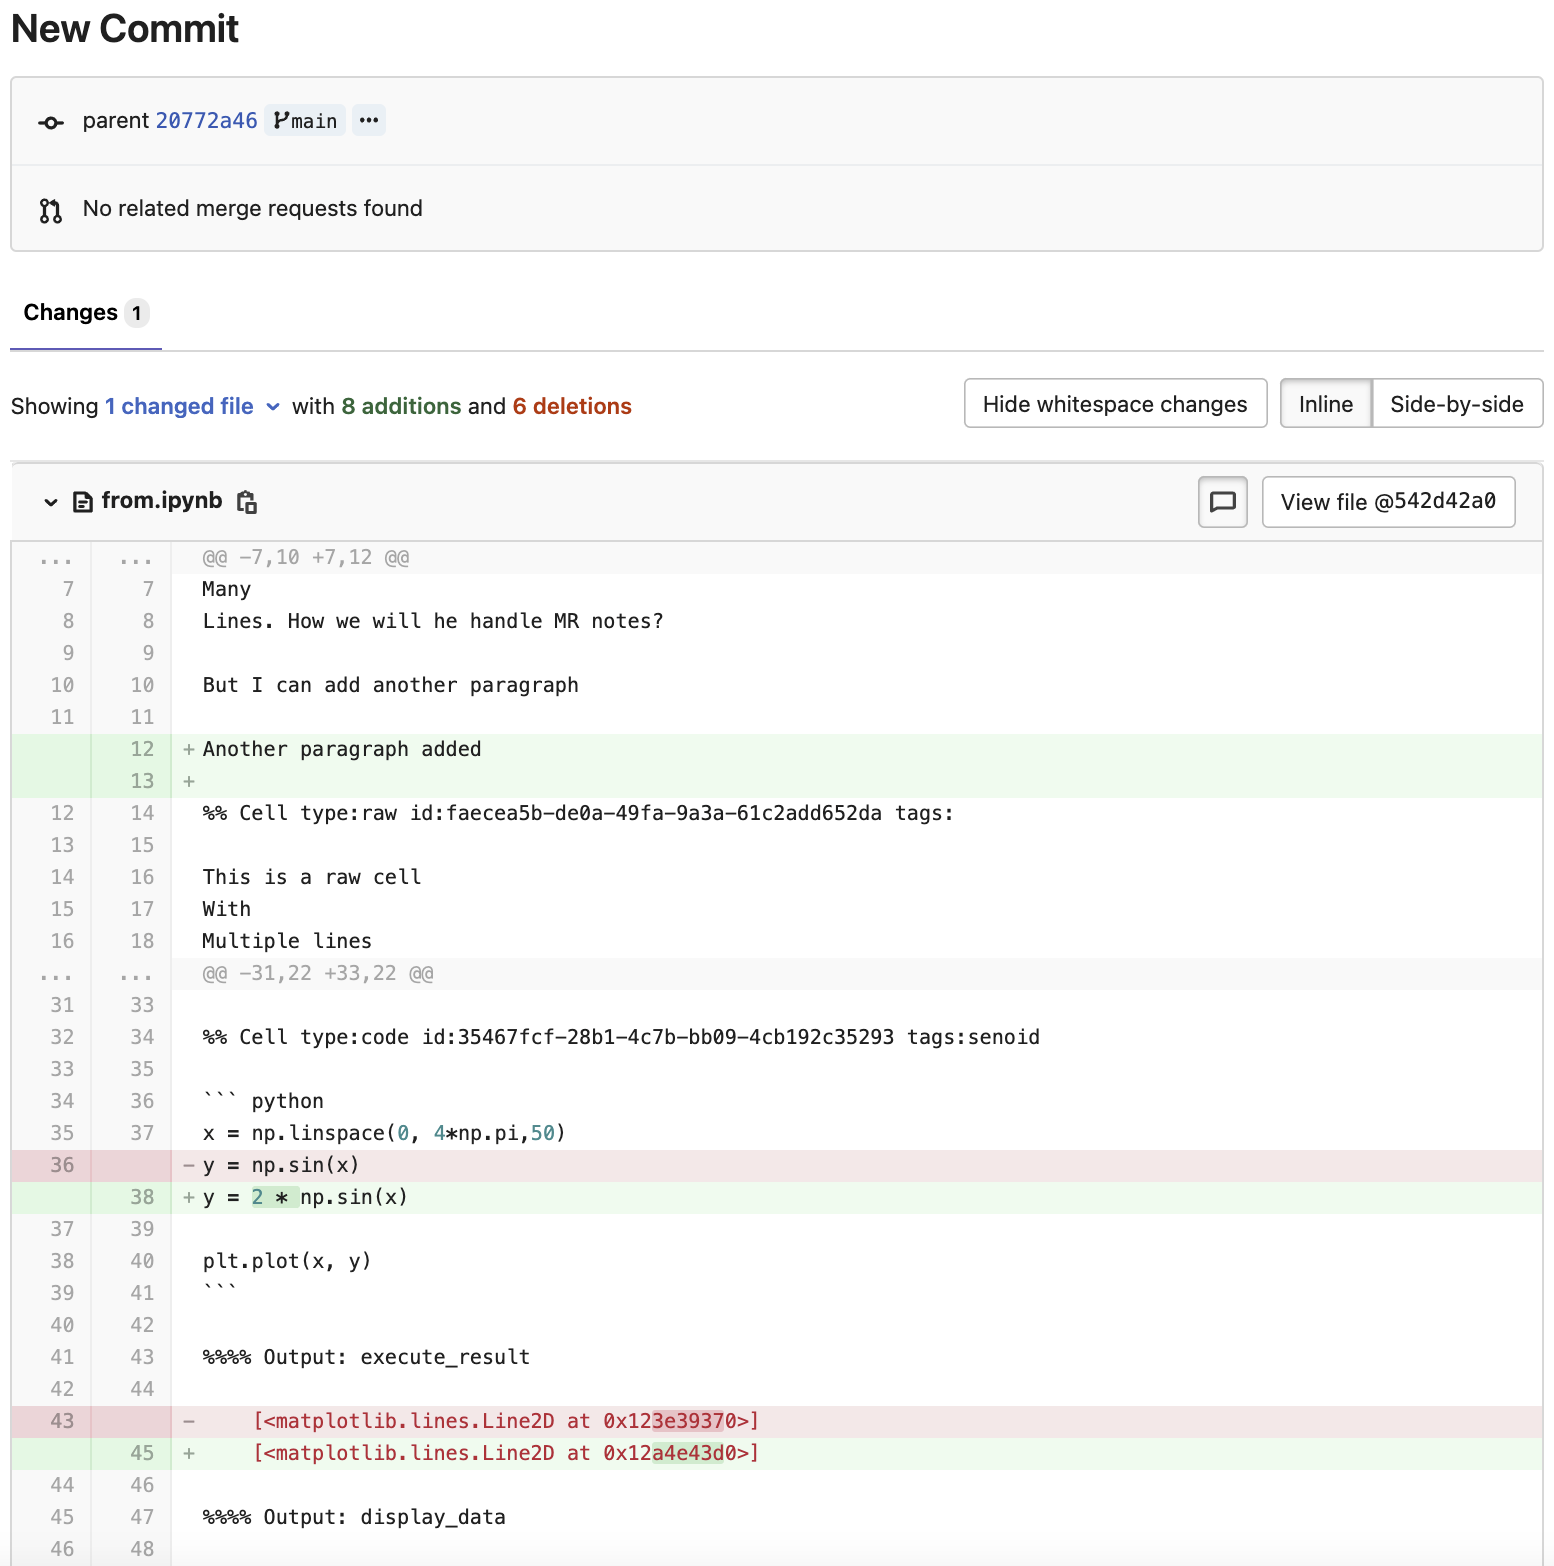 New Commit
parent 20772a46 main •••
No related merge requests found
Changes 1
Showing 1 changed file with 8 additions and 6 deletions Hide whitespace changes Inline Side-by-side
from.ipynb View file @542d42a0
... ... @@ -7,10 +7,12 @@
7 7 Many
8 8 Lines. How we will he handle MR notes?
9 9
10 10 But I can add another paragraph
11 11
12 + Another paragraph added
13 +
12 14 %% Cell type:raw id:faecea5b-de0a-49fa-9a3a-61c2add652da tags:
13 15
14 16 This is a raw cell
15 17 With
16 18 Multiple lines
... ... @@ -31,22 +33,22 @@
31 33
32 34 %% Cell type:code id:35467fcf-28b1-4c7b-bb09-4cb192c35293 tags:senoid
33 35
34 36 ``` python
35 37 x = np.linspace(0, 4*np.pi,50)
36 - y = np.sin(x)
38 + y = 2 * np.sin(x)
37 39
38 40 plt.plot(x, y)
39 41 ```
40 42
41 43 %%%% Output: execute_result
42 44
43 - [<matplotlib.lines.Line2D at 0x123e39370>]
45 + [<matplotlib.lines.Line2D at 0x12a4e43d0>]
44 46
45 47 %%%% Output: display_data
46 48